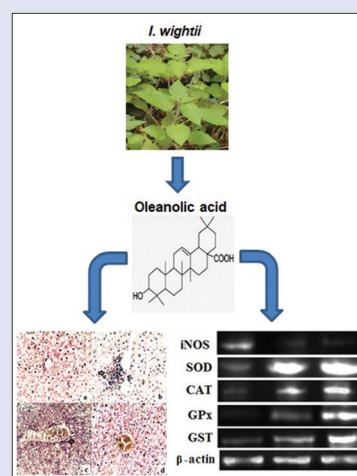 I. wightii
Oleanolic acid
COOH
HO
a
b
c
d
iNOS
SOD
CAT
GPx
GST
β-actin